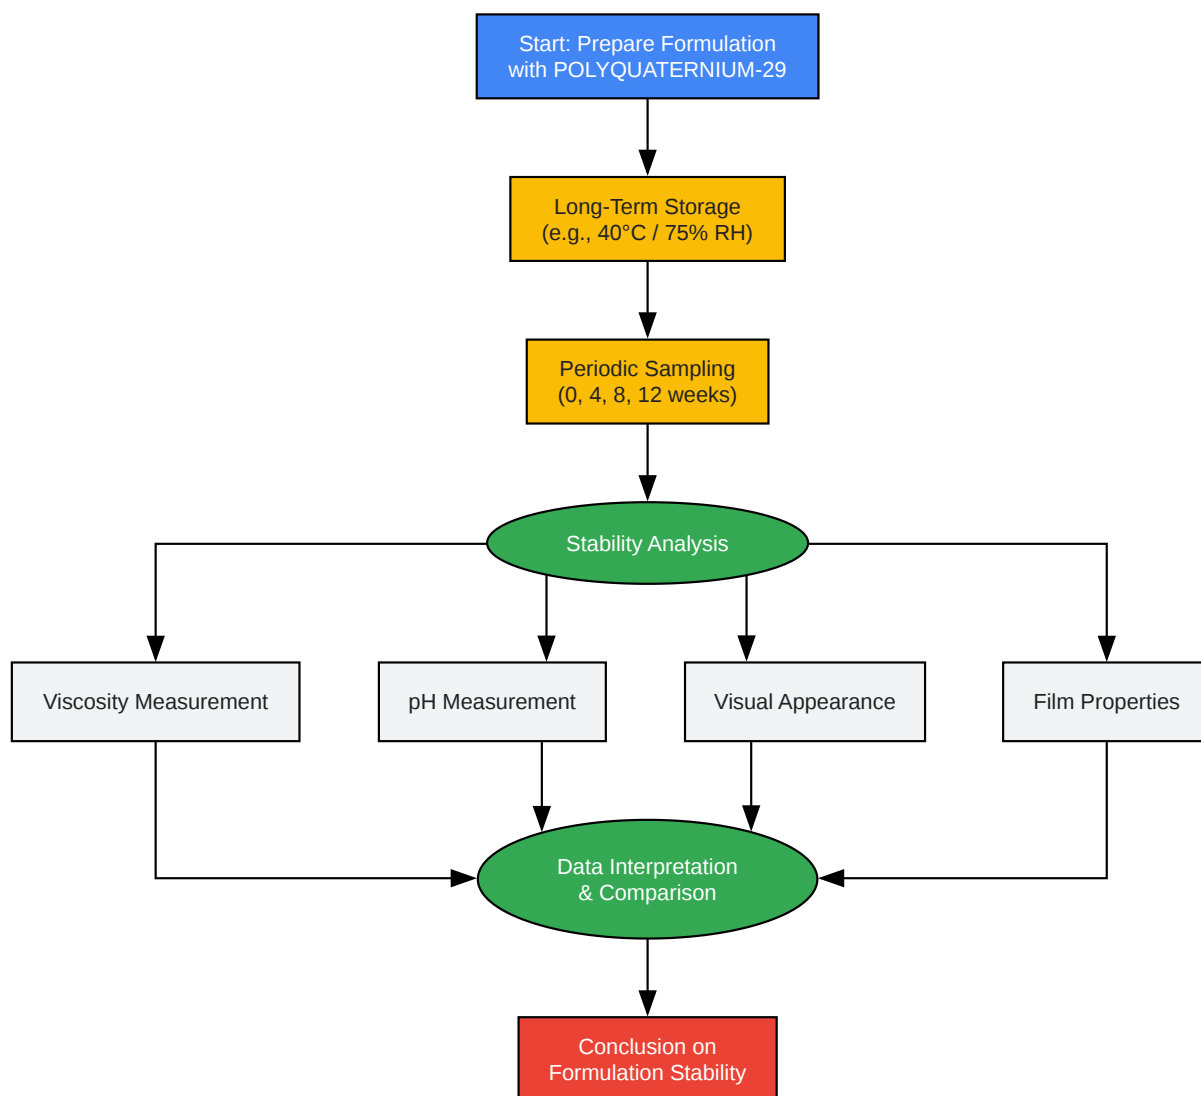 Start: Prepare Formulation
with POLYQUATERNIUM-29
Long-Term Storage
(e.g., 40°C / 75% RH)
Periodic Sampling
(0, 4, 8, 12 weeks)
Stability Analysis
Viscosity Measurement
pH Measurement
Visual Appearance
Film Properties
Data Interpretation
& Comparison
Conclusion on
Formulation Stability